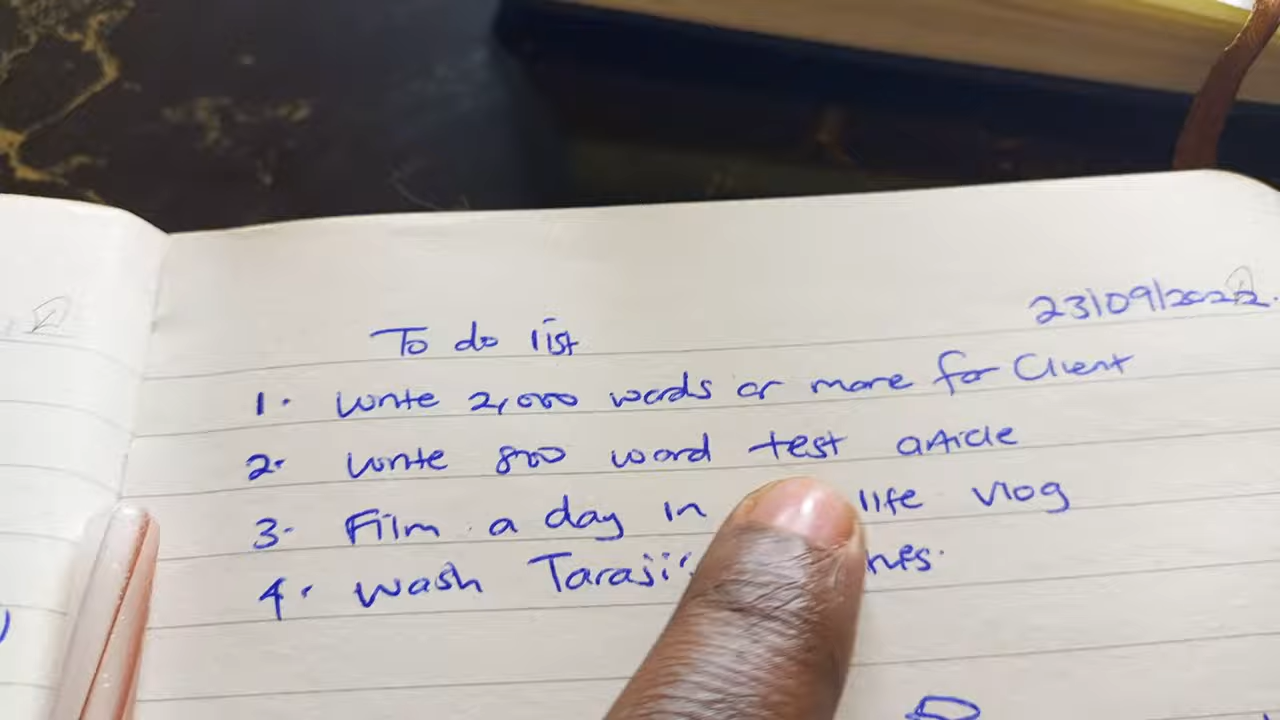 23/09/2022.
To do list
1. Write 2,000 words or more for Client
2. Write 800 word test article
3. Film a day in life vlog
4. Wash Taraji's